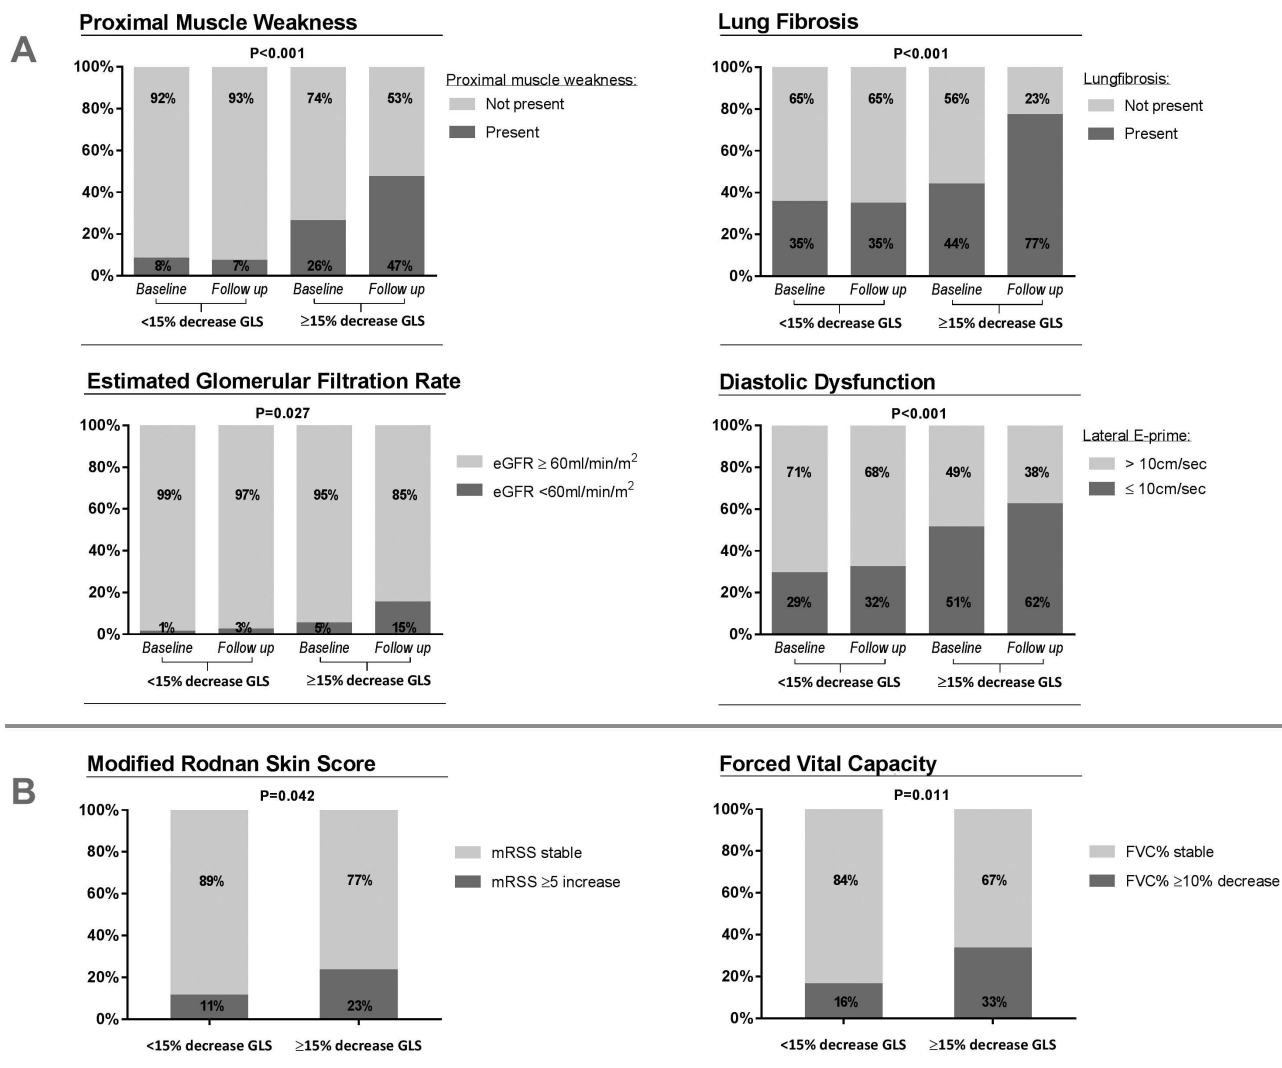 A
Proximal Muscle Weakness
P<0.001
100%
80%
60%
40%
20%
0%
92%
93%
74%
53%
8%
7%
26%
47%
Baseline Follow up Baseline Follow up
<15% decrease GLS ≥15% decrease GLS
Proximal muscle weakness:
Not present
Present
Lung Fibrosis
P<0.001
100%
80%
60%
40%
20%
0%
65%
65%
56%
23%
35%
35%
44%
77%
Baseline Follow up Baseline Follow up
<15% decrease GLS ≥15% decrease GLS
Lungfibrosis:
Not present
Present
Estimated Glomerular Filtration Rate
P=0.027
100%
80%
60%
40%
20%
0%
99%
97%
95%
85%
1%
3%
5%
15%
Baseline Follow up Baseline Follow up
<15% decrease GLS ≥15% decrease GLS
eGFR ≥ 60ml/min/m²
eGFR <60ml/min/m²
Diastolic Dysfunction
P<0.001
100%
80%
60%
40%
20%
0%
71%
68%
49%
38%
29%
32%
51%
62%
Baseline Follow up Baseline Follow up
<15% decrease GLS ≥15% decrease GLS
Lateral E-prime:
> 10cm/sec
≤ 10cm/sec
B
Modified Rodnan Skin Score
P=0.042
100%
80%
60%
40%
20%
0%
89%
77%
11%
23%
<15% decrease GLS ≥15% decrease GLS
mRSS stable
mRSS ≥5 increase
Forced Vital Capacity
P=0.011
100%
80%
60%
40%
20%
0%
84%
67%
16%
33%
<15% decrease GLS ≥15% decrease GLS
FVC% stable
FVC% ≥10% decrease